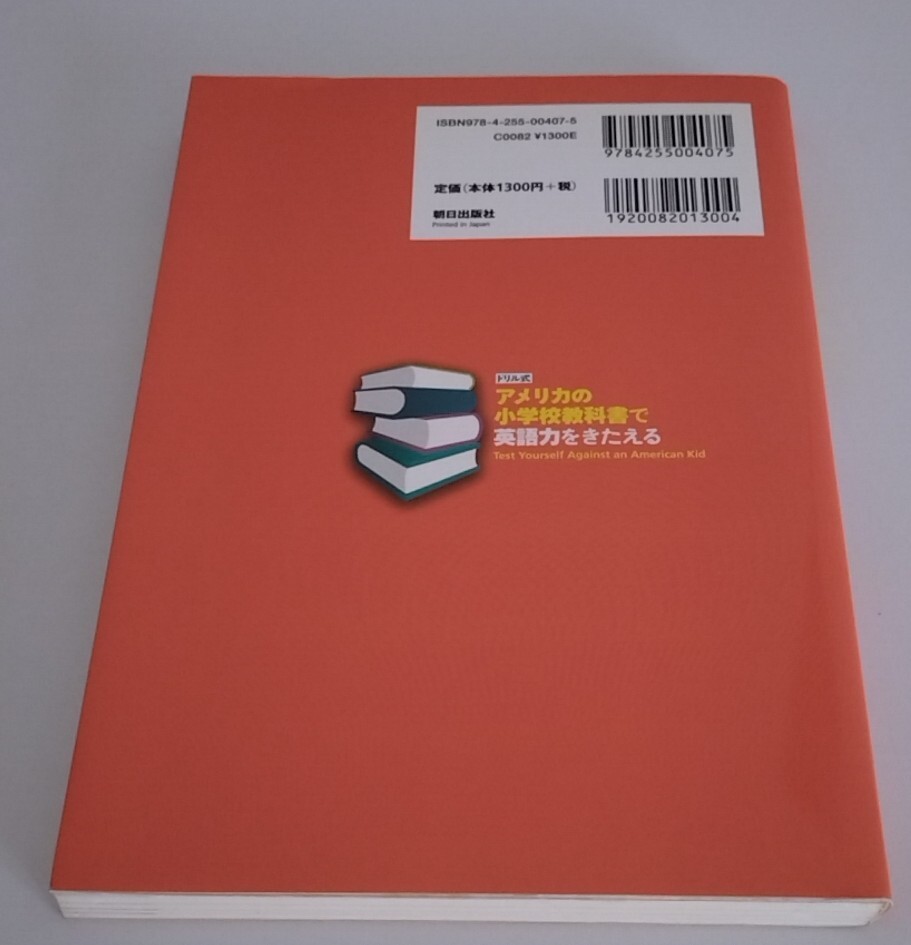 ISBN978-4-255-00407-5
C0082 ¥1300E
9784255004075
定価(本体1300円+税)
朝日出版社
Printed in Japan
1920082013004
ドリル式
アメリカの
小学校教科書で
英語力をきたえる
Test Yourself Against an American Kid